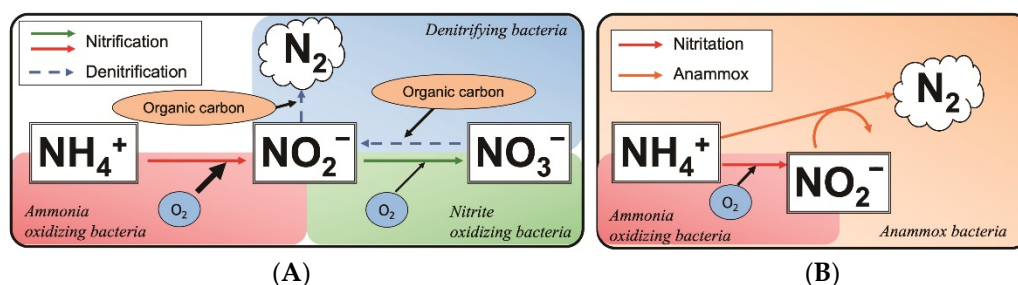 Nitrification
Denitrification
N₂
Denitrifying bacteria
Organic carbon
Organic carbon
NH₄⁺
NO₂⁻
NO₃⁻
O₂
O₂
Ammonia
oxidizing bacteria
Nitrite
oxidizing bacteria
(A)
Nitritation
Anammox
N₂
NH₄⁺
NO₂⁻
O₂
Ammonia
oxidizing bacteria
Anammox bacteria
(B)